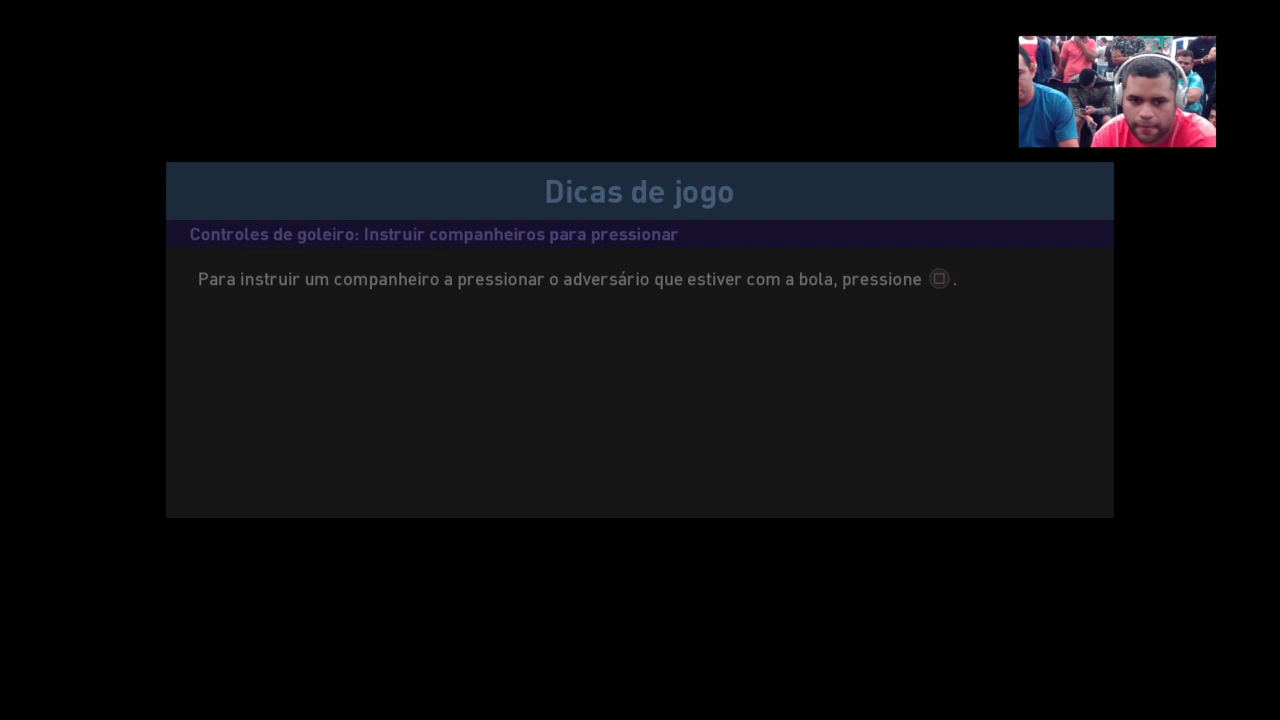 Dicas de jogo
Controles de goleiro: Instruir companheiros para pressionar
Para instruir um companheiro a pressionar o adversário que estiver com a bola, pressione .